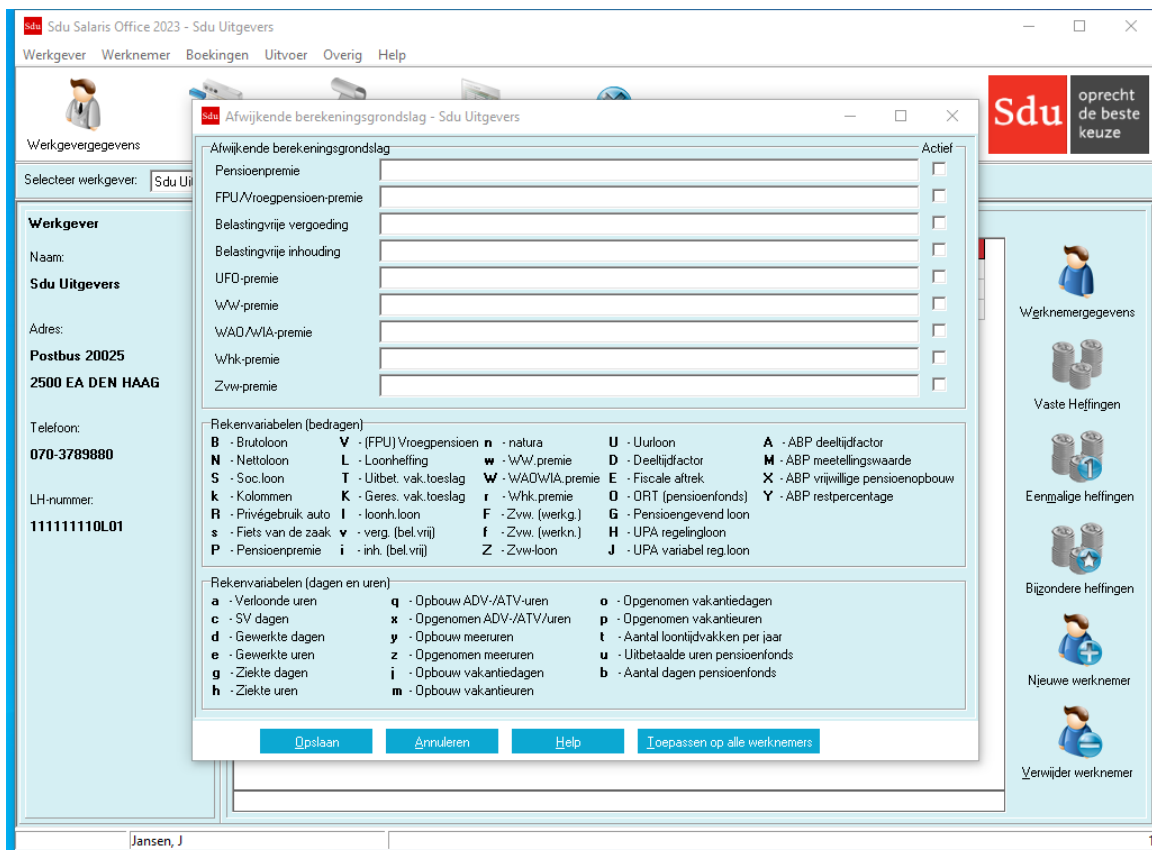 Sdu Sdu Salaris Office 2023 - Sdu Uitgevers
Werkgever Werknemer Boekingen Uitvoer Overig Help
Werkgevergegevens
Sdu oprecht
de beste
keuze
Selecteer werkgever: Sdu Ui
Werkgever
Naam:
Sdu Uitgevers
Adres:
Postbus 20025
2500 EA DEN HAAG
Telefoon:
070-3789880
LH-nummer:
111111110L01
Sdu Afwijkende berekeningsgrondslag - Sdu Uitgevers
Afwijkende berekeningsgrondslag Actief
Pensioenpremie
FPU/Vroegpensioen-premie
Belastingvrije vergoeding
Belastingvrije inhouding
UFO-premie
WW-premie
WAO/WIA-premie
Whk-premie
Zvw-premie
Rekenvariabelen (bedragen)
B - Brutoloon V - (FPU) Vroegpensioen n - natura U - Uurloon A - ABP deeltijdfactor
N - Nettoloon L - Loonheffing w - WW.premie D - Deeltijdfactor M - ABP meetellingswaarde
S - Soc.loon T - Uitbet. vak.toeslag W - WAOWIA.premie E - Fiscale aftrek X - ABP vrijwillige pensioenopbouw
k - Kolommen K - Geres. vak.toeslag r - Whk.premie O - ORT (pensioenfonds) Y - ABP restpercentage
R - Privégebruik auto l - loonh.loon F - Zvw. (werkg.) G - Pensioengevend loon
s - Fiets van de zaak v - verg. (bel.vrij) f - Zvw. (werkn.) H - UPA regelingloon
P - Pensioenpremie i - inh. (bel.vrij) Z - Zvw-loon J - UPA variabel reg.loon
Rekenvariabelen (dagen en uren)
a - Verloonde uren q - Opbouw ADV-/ATV-uren o - Opgenomen vakantiedagen
c - SV dagen x - Opgenomen ADV-/ATV/uren p - Opgenomen vakantieuren
d - Gewerkte dagen y - Opbouw meeruren t - Aantal loontijdvakken per jaar
e - Gewerkte uren z - Opgenomen meeruren u - Uitbetaalde uren pensioenfonds
g - Ziekte dagen j - Opbouw vakantiedagen b - Aantal dagen pensioenfonds
h - Ziekte uren m - Opbouw vakantieuren
Opslaan Annuleren Help Toepassen op alle werknemers
Werknemergegevens
Vaste Heffingen
Eenmalige heffingen
Bijzondere heffingen
Nieuwe werknemer
Verwijder werknemer
Jansen, J